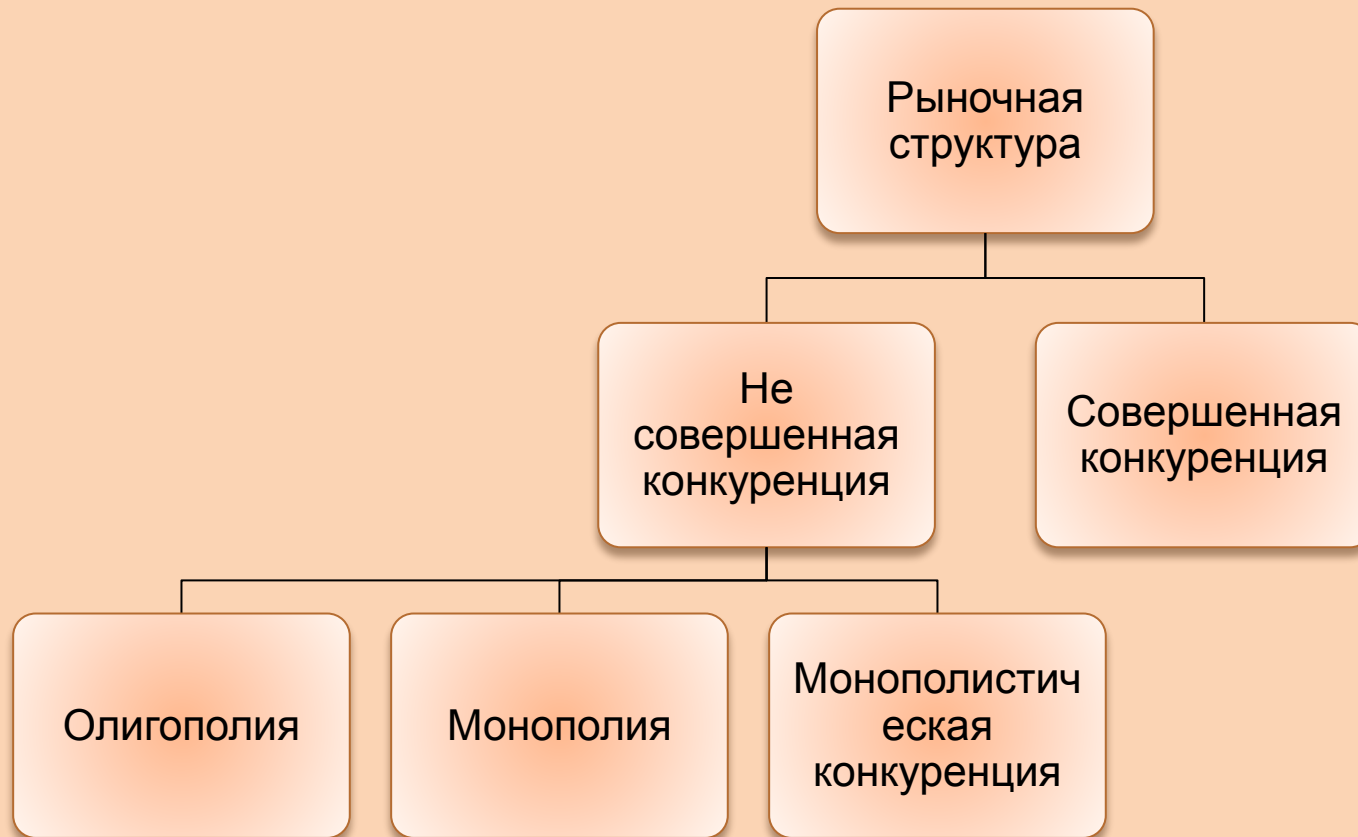 Рыночная
структура
Не
совершенная
конкуренция
Совершенная
конкуренция
Олигополия
Монополия
Монополистич
еская
конкуренция